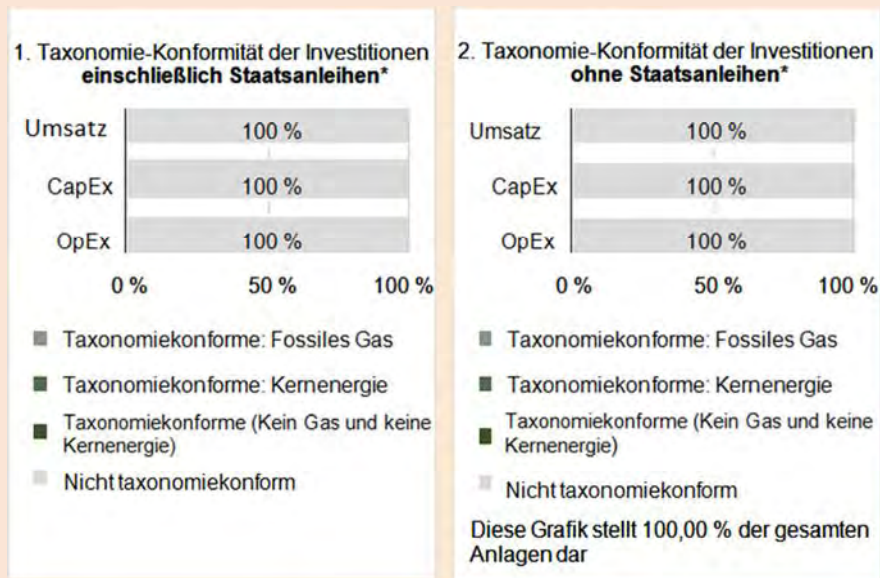 1. Taxonomie-Konformität der Investitionen
einschließlich Staatsanleihen*
Umsatz
100 %
CapEx
100 %
OpEx
100 %
0 %
50 %
100 %
Taxonomiekonforme: Fossiles Gas
Taxonomiekonforme: Kernenergie
Taxonomiekonforme (Kein Gas und keine
Kernenergie)
Nicht taxonomiekonform
2. Taxonomie-Konformität der Investitionen
ohne Staatsanleihen*
Umsatz
100 %
CapEx
100 %
OpEx
100 %
0 %
50 %
100 %
Taxonomiekonforme: Fossiles Gas
Taxonomiekonforme: Kernenergie
Taxonomiekonforme (Kein Gas und keine
Kernenergie)
Nicht taxonomiekonform
Diese Grafik stellt 100,00 % der gesamten
Anlagen dar